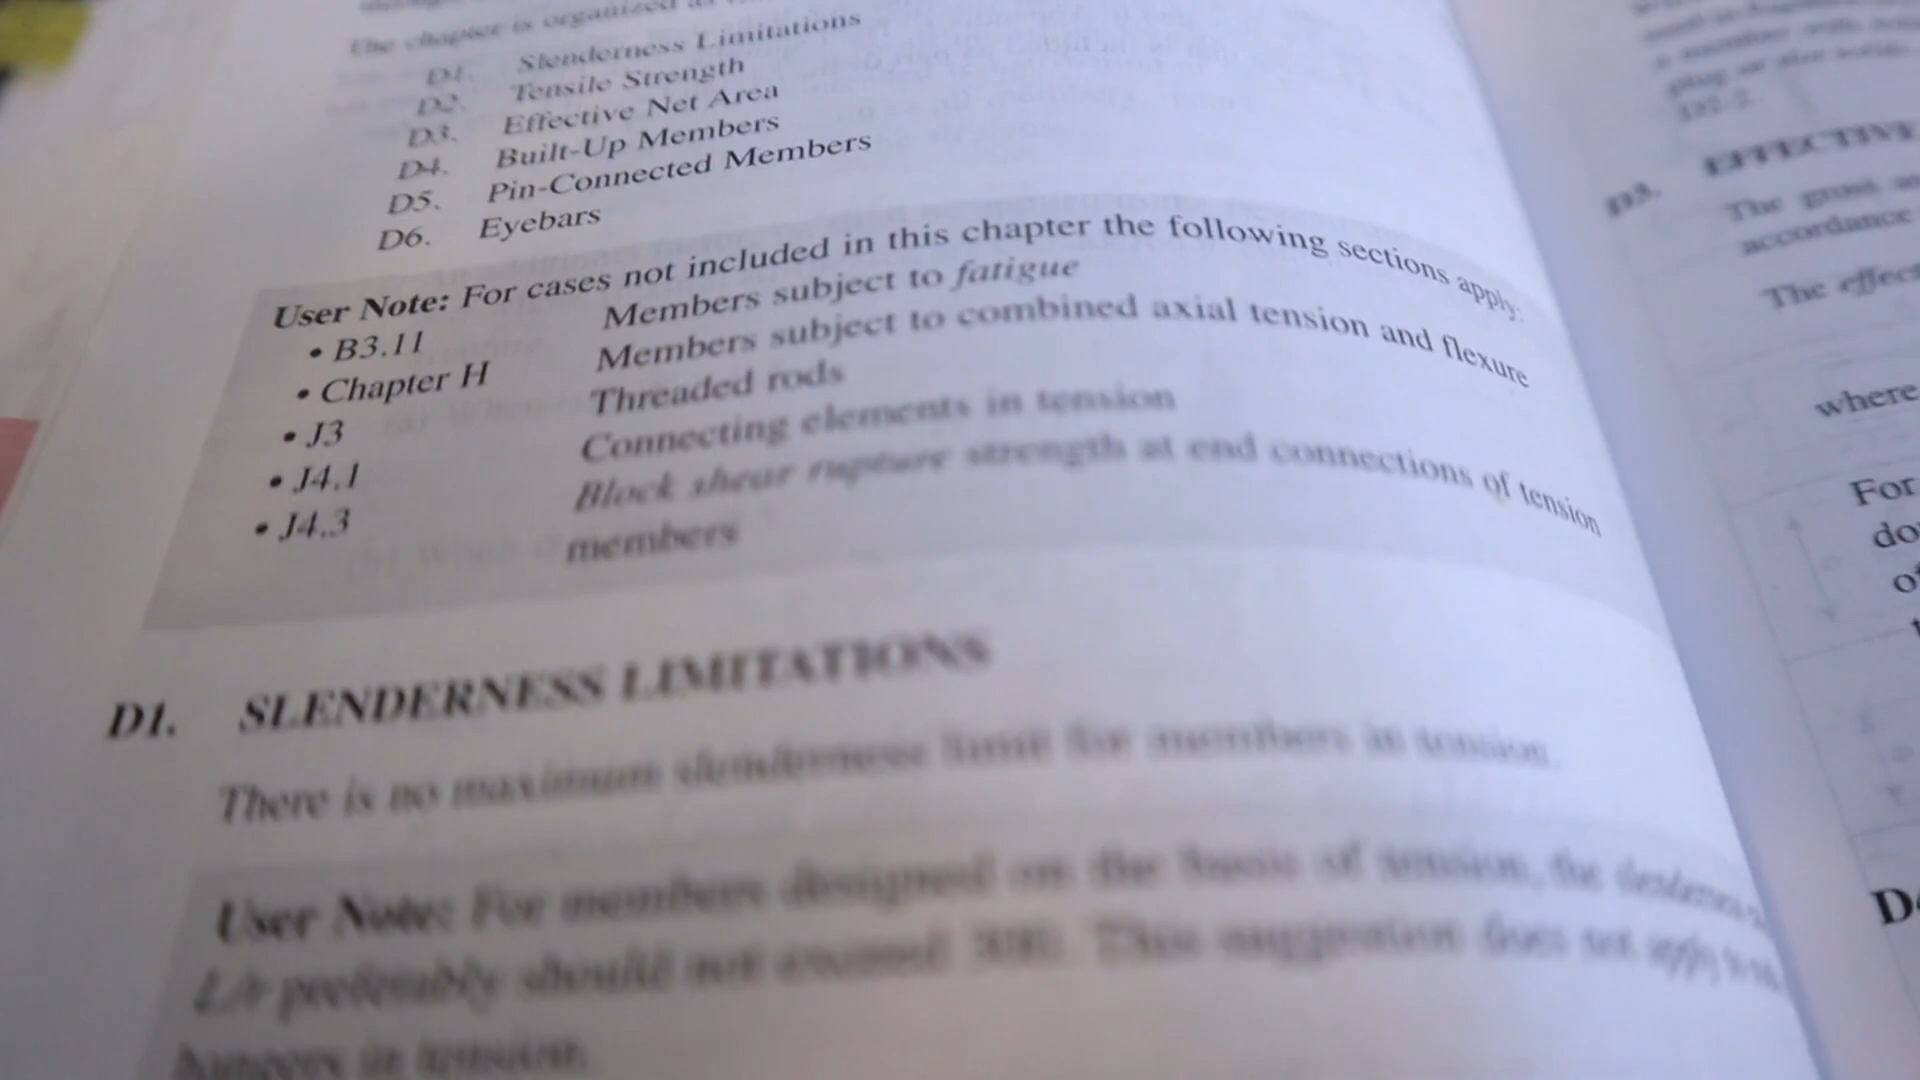 The chapter is organized as
D1. Slenderness Limitations
D2. Tensile Strength
D3. Effective Net Area
D4. Built-Up Members
D5. Pin-Connected Members
D6. Eyebars
User Note: For cases not included in this chapter the following sections apply:
• B3.11 Members subject to fatigue
• Chapter H Members subject to combined axial tension and flexure
• J3 Threaded rods
• J4.1 Connecting elements in tension
• J4.3 Block shear rupture strength at end connections of tension
members
D1. SLENDERNESS LIMITATIONS
There is no maximum slenderness limit for members in tension.
User Note: For members designed on the basis of tension, the slenderness
L/r preferably should not exceed 300. This suggestion does not apply to
hangers in tension.
D3. EFFECTIVE
The gross
accordance
The effect
where
For
do
of